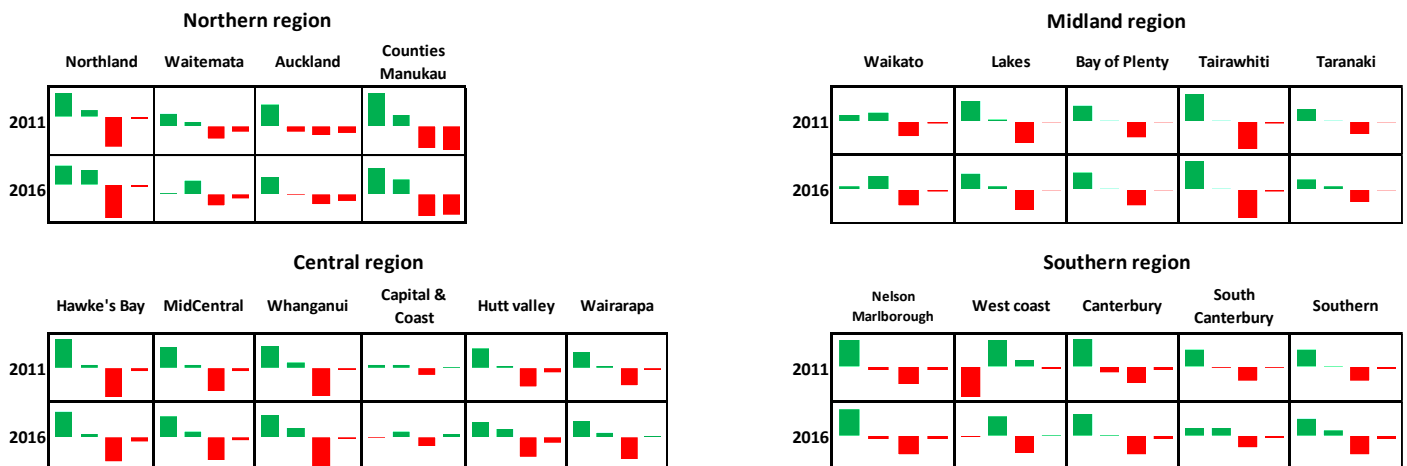 Northern region
Northland Waitemata Auckland Counties Manukau
2011
2016
Midland region
Waikato Lakes Bay of Plenty Tairawhiti Taranaki
Central region
Hawke's Bay MidCentral Whanganui Capital & Coast Hutt valley Wairarapa
2011
2016
Southern region
Nelson Marlborough West coast Canterbury South Canterbury Southern
2011
2016